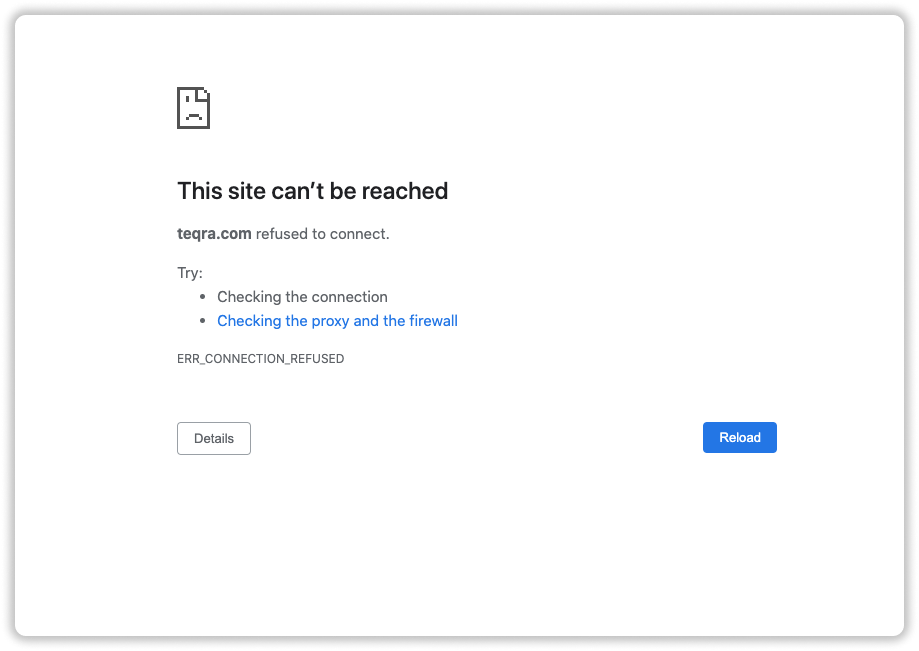 This site can’t be reached
teqra.com refused to connect.
Try:
• Checking the connection
• Checking the proxy and the firewall
ERR_CONNECTION_REFUSED
Details
Reload